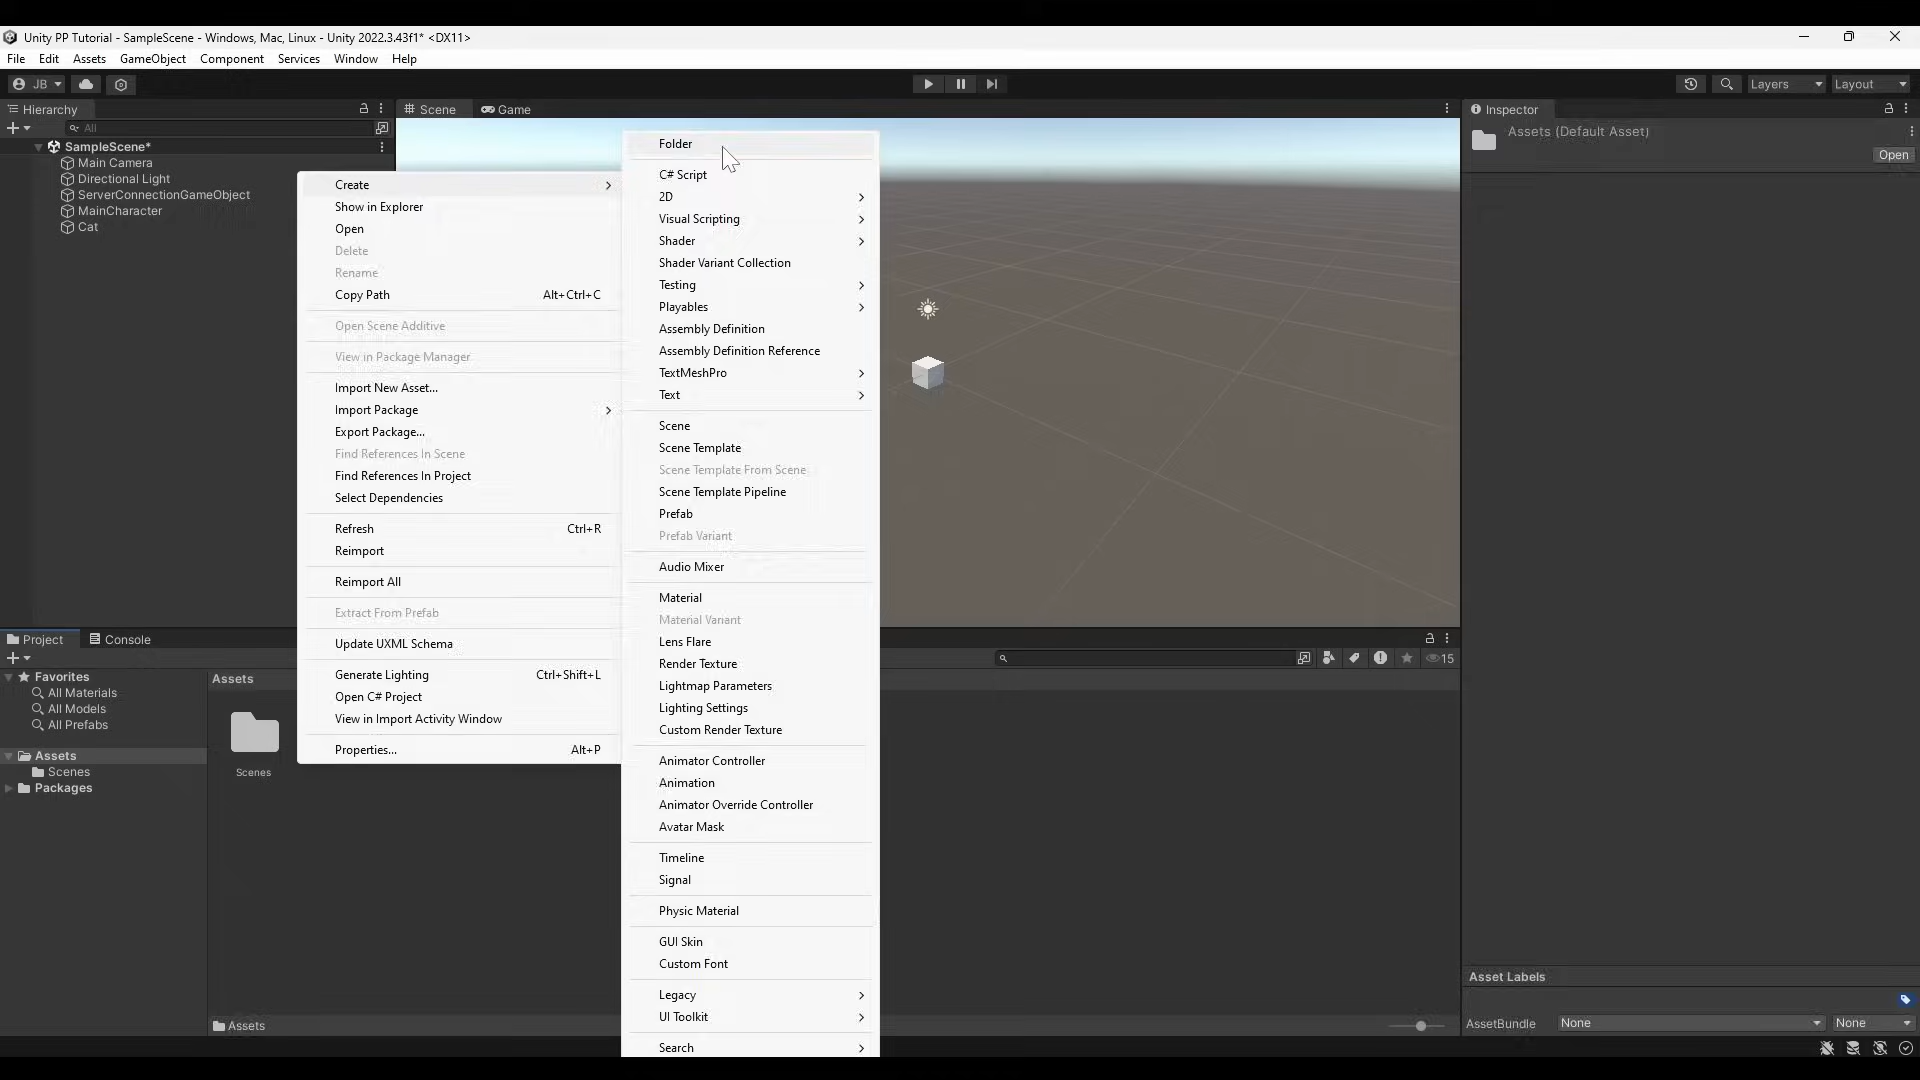 Unity PP Tutorial - SampleScene - Windows, Mac, Linux - Unity 2022.3.43f1* <DX11>
File Edit Assets GameObject Component Services Window Help
JB Layers Layout
Hierarchy Scene Game Inspector
All
Assets (Default Asset)
Open
SampleScene*
Main Camera
Directional Light
ServerConnectionGameObject
MainCharacter
Cat
Create
Show in Explorer
Open
Delete
Rename
Copy Path Alt+Ctrl+C
Open Scene Additive
View in Package Manager
Import New Asset...
Import Package
Export Package...
Find References In Scene
Find References In Project
Select Dependencies
Refresh Ctrl+R
Reimport
Reimport All
Extract From Prefab
Update UXML Schema
Generate Lighting Ctrl+Shift+L
Open C# Project
View in Import Activity Window
Properties... Alt+P
Folder
C# Script
2D
Visual Scripting
Shader
Shader Variant Collection
Testing
Playables
Assembly Definition
Assembly Definition Reference
TextMeshPro
Text
Scene
Scene Template
Scene Template From Scene
Scene Template Pipeline
Prefab
Prefab Variant
Audio Mixer
Material
Material Variant
Lens Flare
Render Texture
Lightmap Parameters
Lighting Settings
Custom Render Texture
Animator Controller
Animation
Animator Override Controller
Avatar Mask
Timeline
Signal
Physic Material
GUI Skin
Custom Font
Legacy
UI Toolkit
Search
Project Console
15
Favorites
All Materials
All Models
All Prefabs
Assets
Scenes
Packages
Assets
Scenes
Assets
Asset Labels
AssetBundle None None